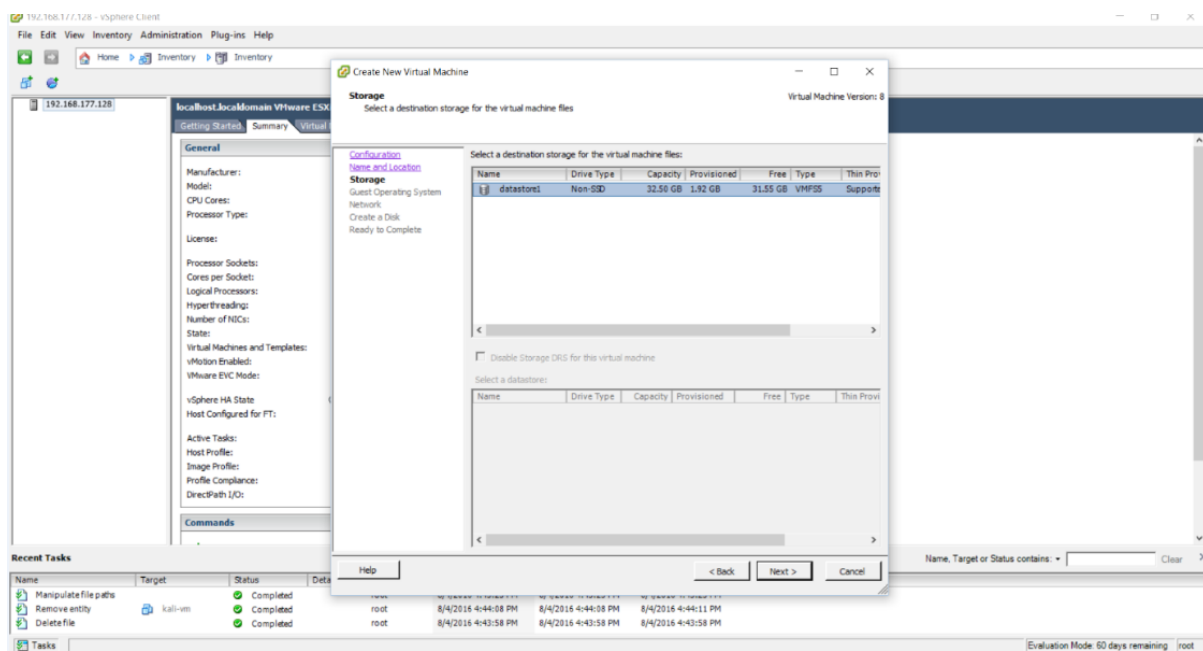 192.168.177.128 - vSphere Client
File Edit View Inventory Administration Plug-ins Help
Home Inventory Inventory
192.168.177.128
localhost.localdomain VMware ESX
Getting Started Summary Virtual
General
Manufacturer:
Model:
CPU Cores:
Processor Type:
License:
Processor Sockets:
Cores per Socket:
Logical Processors:
Hyperthreading:
Number of NICs:
State:
Virtual Machines and Templates:
vMotion Enabled:
VMware EVC Mode:
vSphere HA State
Host Configured for FT:
Active Tasks:
Host Profile:
Image Profile:
Profile Compliance:
DirectPath I/O:
Commands
Create New Virtual Machine
Storage
Select a destination storage for the virtual machine files
Virtual Machine Version: 8
Configuration
Name and Location
Storage
Guest Operating System
Network
Create a Disk
Ready to Complete
Select a destination storage for the virtual machine files:
Name Drive Type Capacity Provisioned Free Type Thin Pro
datastore1 Non-SSD 32.50 GB 1.92 GB 31.55 GB VMFS5 Supporte
Disable Storage DRS for this virtual machine
Select a datastore:
Name Drive Type Capacity Provisioned Free Type Thin Provi
Help < Back Next > Cancel
Recent Tasks
Name, Target or Status contains: Clear
Name Target Status Deta
Manipulate file paths Completed root
Remove entity kali-vm Completed root 8/4/2016 4:44:08 PM 8/4/2016 4:44:08 PM 8/4/2016 4:44:11 PM
Delete file Completed root 8/4/2016 4:43:58 PM 8/4/2016 4:43:58 PM 8/4/2016 4:43:58 PM
Tasks Evaluation Mode: 60 days remaining root